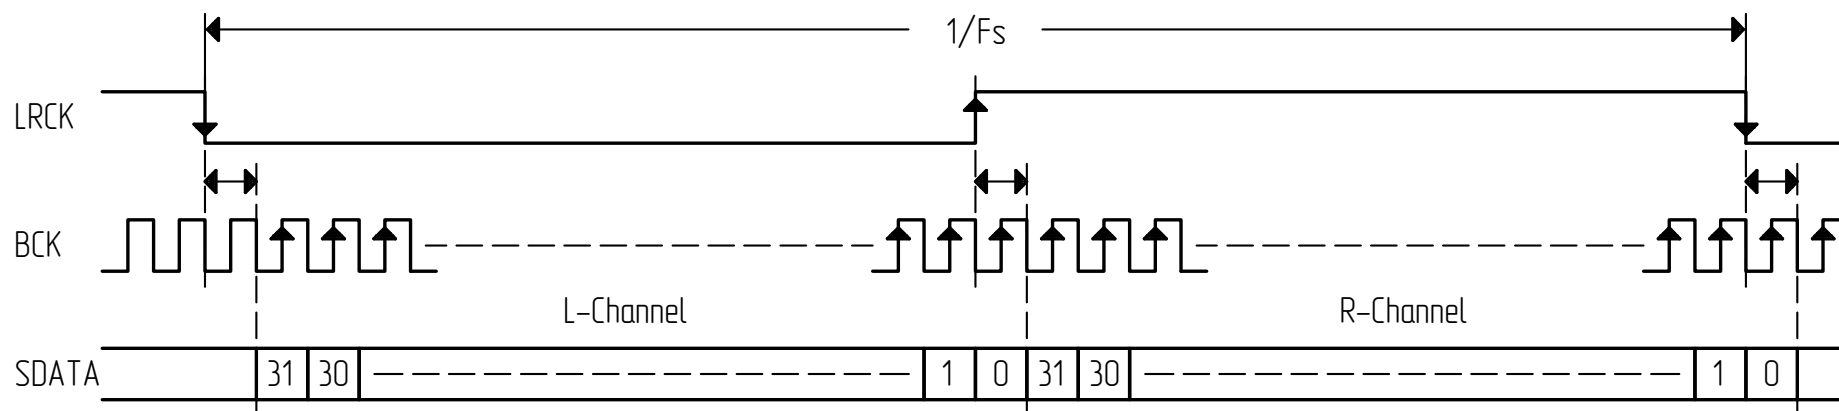 1/Fs
LRCK
BCK
L-Channel R-Channel
SDATA 31 30 1 0 31 30 1 0